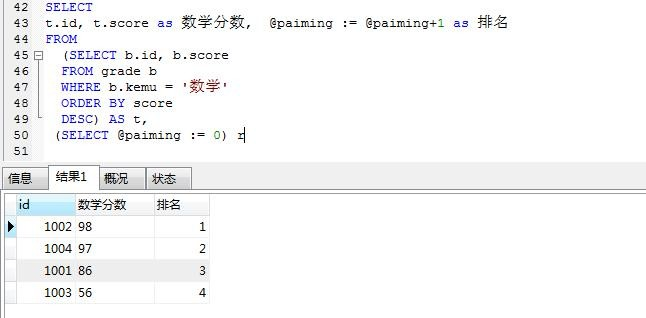 42 SELECT
43 t.id, t.score as 数学分数, @paiming := @paiming+1 as 排名
44 FROM
45 (SELECT b.id, b.score
46 FROM grade b
47 WHERE b.kemu = '数学'
48 ORDER BY score
49 DESC) AS t,
50 (SELECT @paiming := 0) r
51
信息 结果1 概况 状态
id 数学分数 排名
1002 98 1
1004 97 2
1001 86 3
1003 56 4